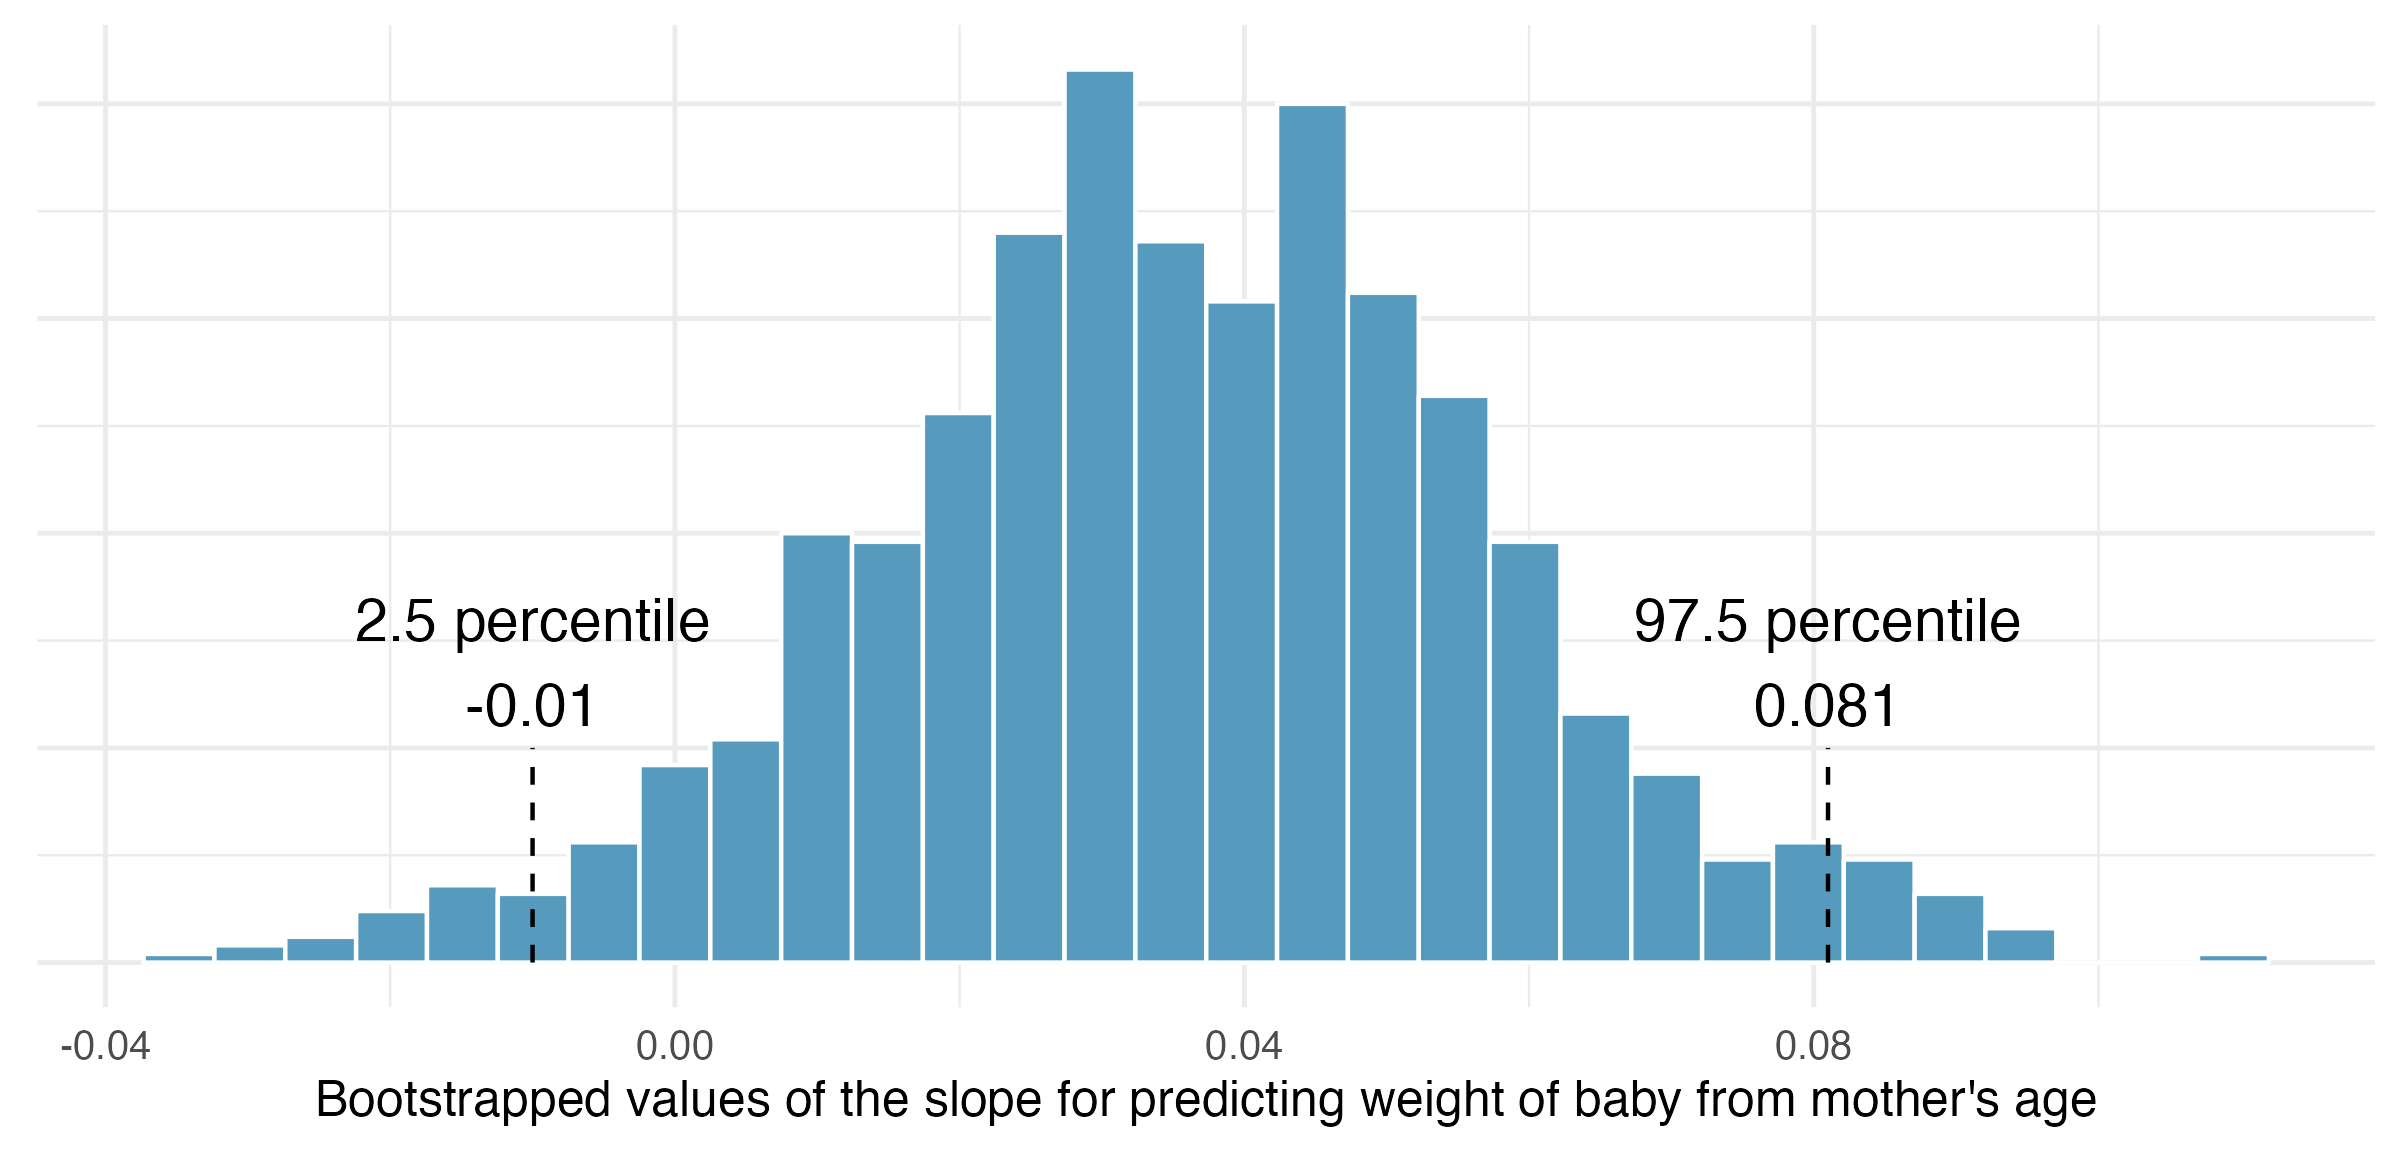 2.5 percentile
-0.01
97.5 percentile
0.081
-0.04
0.00
0.04
0.08
Bootstrapped values of the slope for predicting weight of baby from mother's age